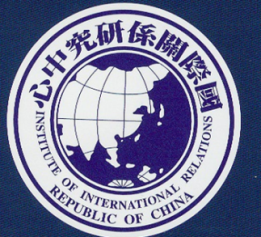 國際關係研究中心
INSTITUTE OF INTERNATIONAL RELATIONS
REPUBLIC OF CHINA